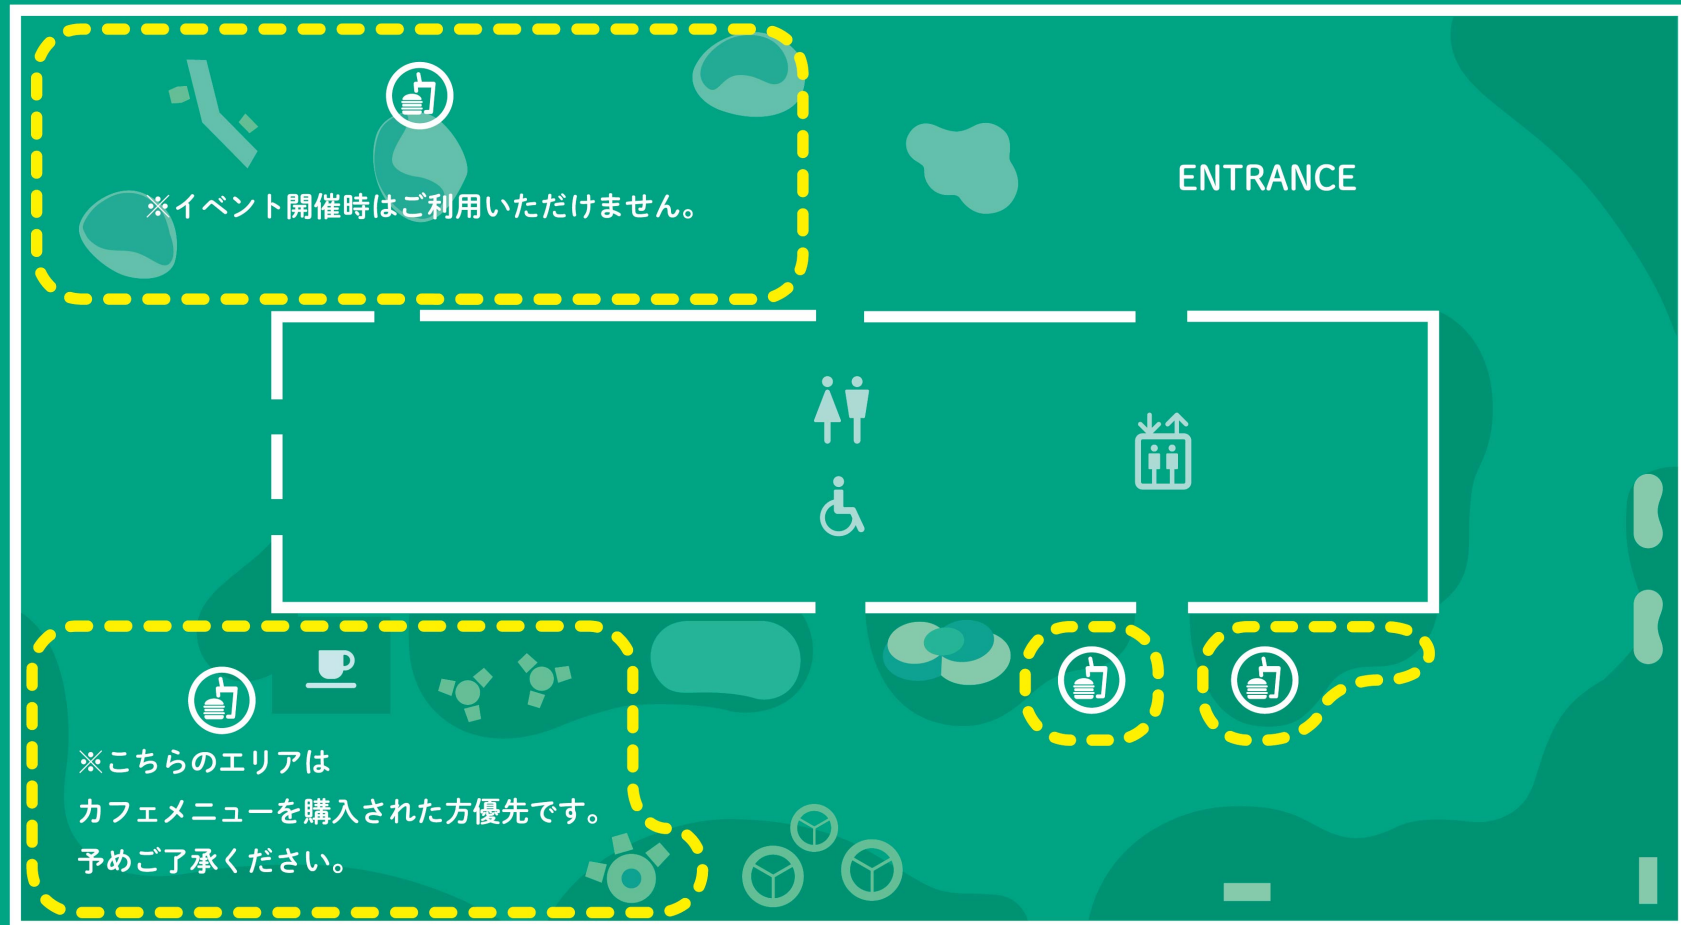 ENTRANCE
※イベント開催時はご利用いただけません。
※こちらのエリアは
カフェメニューを購入された方優先です。
予めご了承ください。